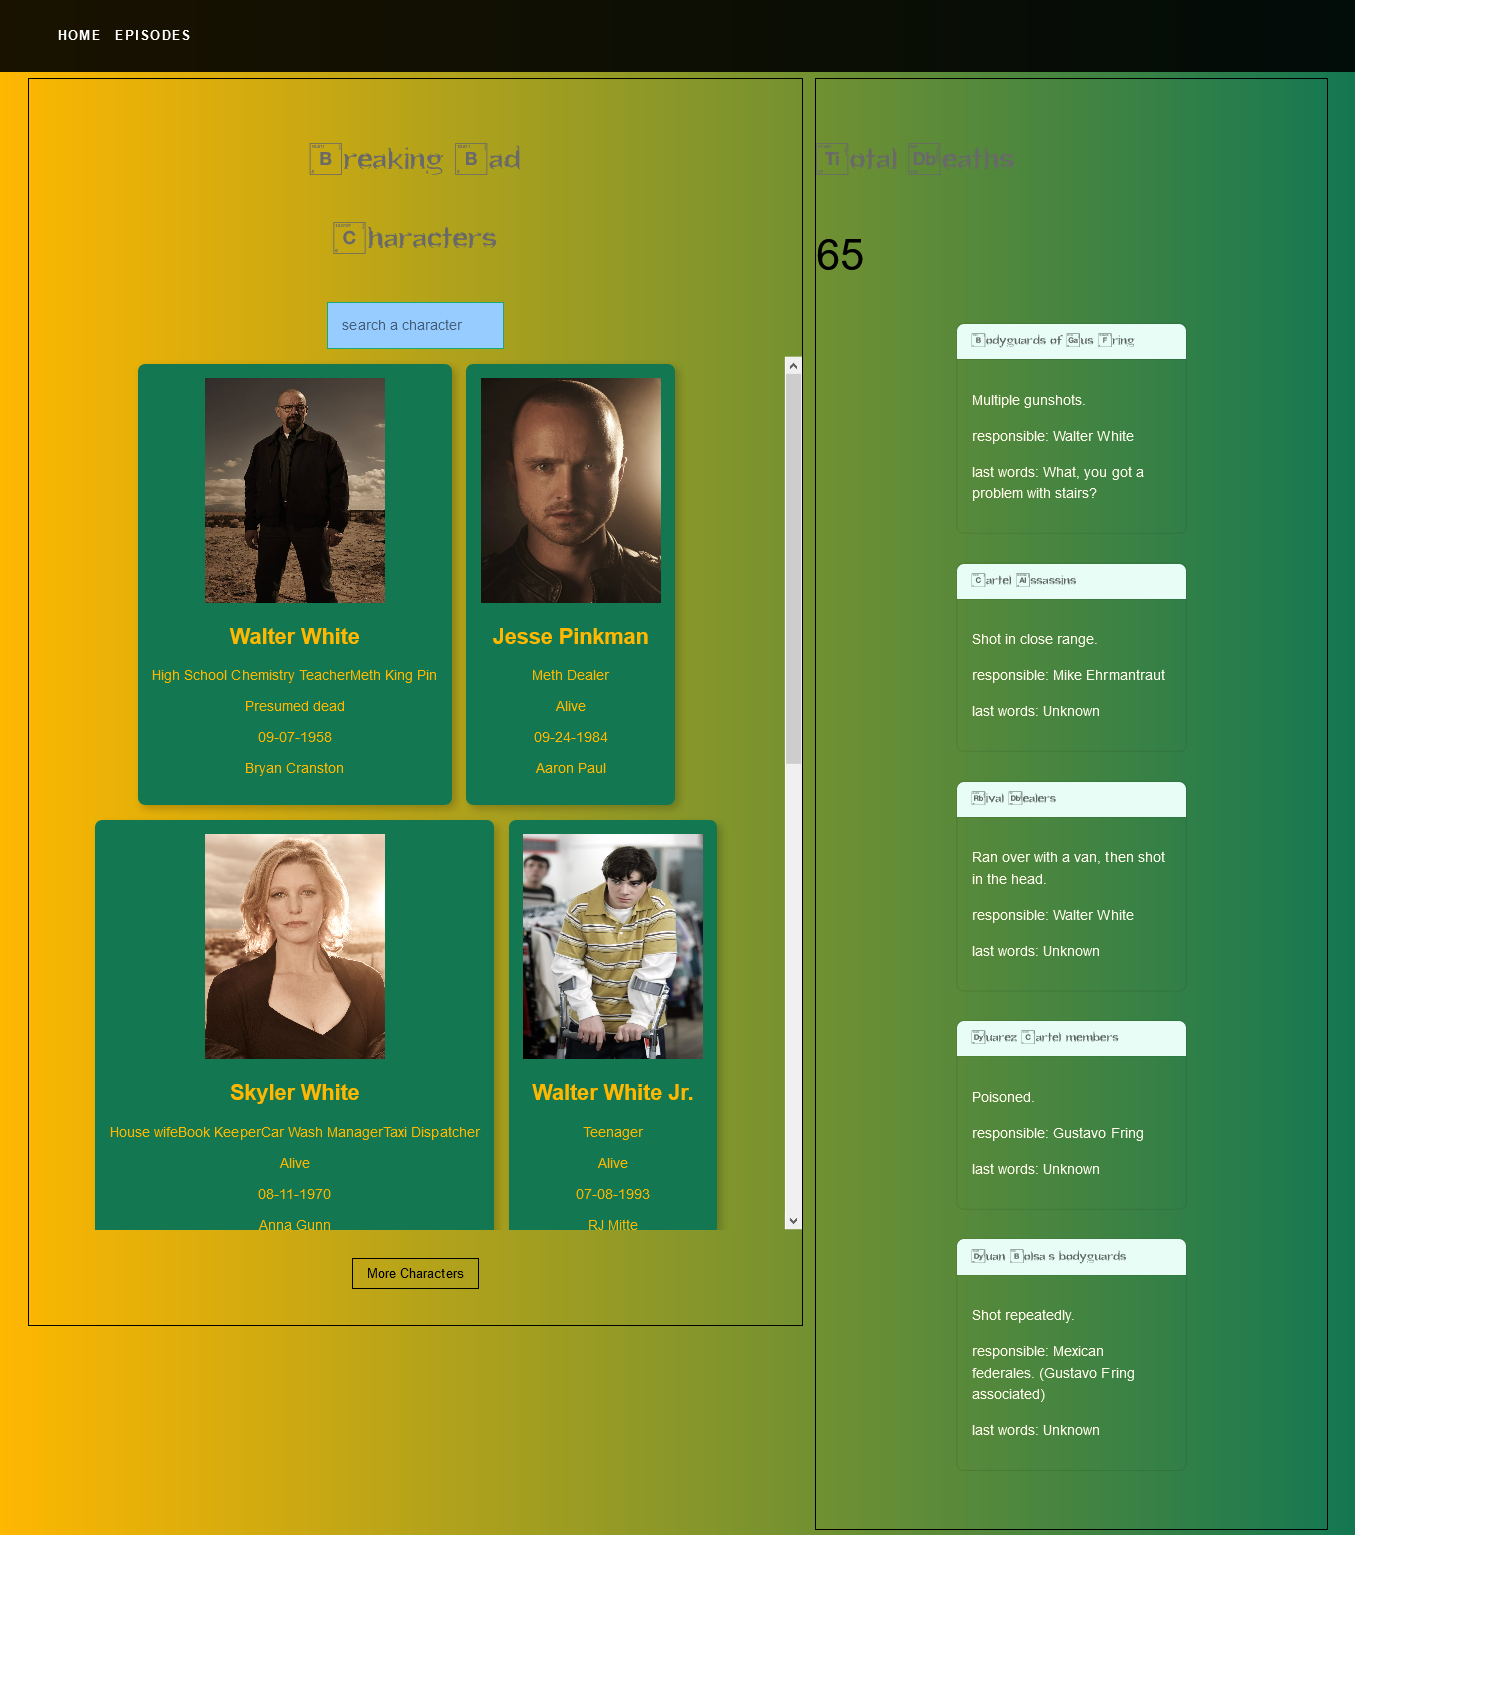 HOME EPISODES
Breaking Bad
Characters
search a character
Walter White
High School Chemistry TeacherMeth King Pin
Presumed dead
09-07-1958
Bryan Cranston
Jesse Pinkman
Meth Dealer
Alive
09-24-1984
Aaron Paul
Skyler White
House wifeBook KeeperCar Wash ManagerTaxi Dispatcher
Alive
08-11-1970
Anna Gunn
Walter White Jr.
Teenager
Alive
07-08-1993
RJ Mitte
More Characters
Tiotal Dbeaths
65
Bodyguards of Gaus Fring
Multiple gunshots.
responsible: Walter White
last words: What, you got a
problem with stairs?
Cartel Alssassins
Shot in close range.
responsible: Mike Ehrmantraut
last words: Unknown
Rbival Dbealers
Ran over with a van, then shot
in the head.
responsible: Walter White
last words: Unknown
Dyuarez Cartel members
Poisoned.
responsible: Gustavo Fring
last words: Unknown
Dyuan Bolsa s bodyguards
Shot repeatedly.
responsible: Mexican
federales. (Gustavo Fring
associated)
last words: Unknown